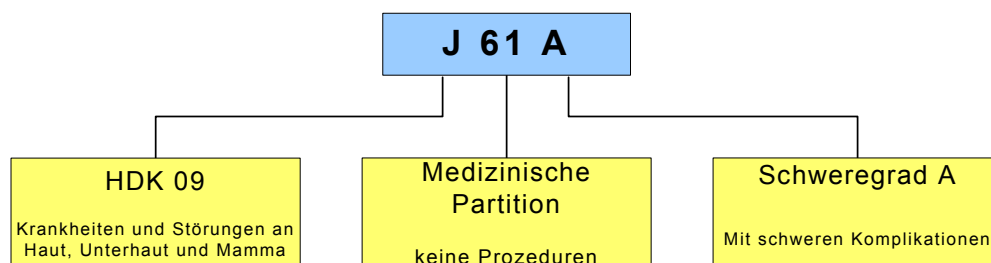 J 61 A
HDK 09
Krankheiten und Störungen an
Haut, Unterhaut und Mamma
Medizinische
Partition
keine Prozeduren
Schweregrad A
Mit schweren Komplikationen